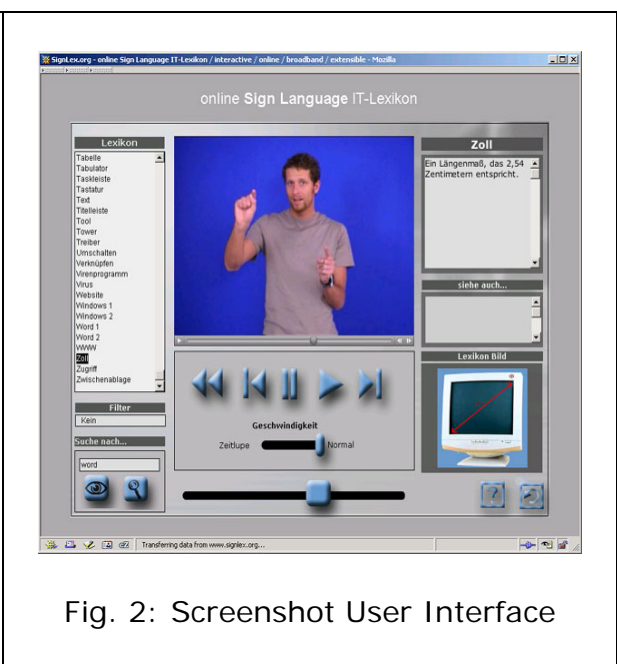 SignLex.org - online Sign Language IT-Lexikon / interactive / online / broadband / extensible - Mozilla
online Sign Language IT-Lexikon
Lexikon
Tabelle
Tabulator
Taskleiste
Tastatur
Text
Titelleiste
Tool
Tower
Treiber
Umschalten
Verknüpfen
Virenprogramm
Virus
Website
Windows 1
Windows 2
Word 1
Word 2
WWW
Zoll
Zugriff
Zwischenablage
Filter
Kein
Suche nach...
word
Geschwindigkeit
Zeitlupe
Normal
Zoll
Ein Längenmaß, das 2,54
Zentimetern entspricht.
siehe auch...
Lexikon Bild
?
Transferring data from www.signlex.org...
Fig. 2: Screenshot User Interface